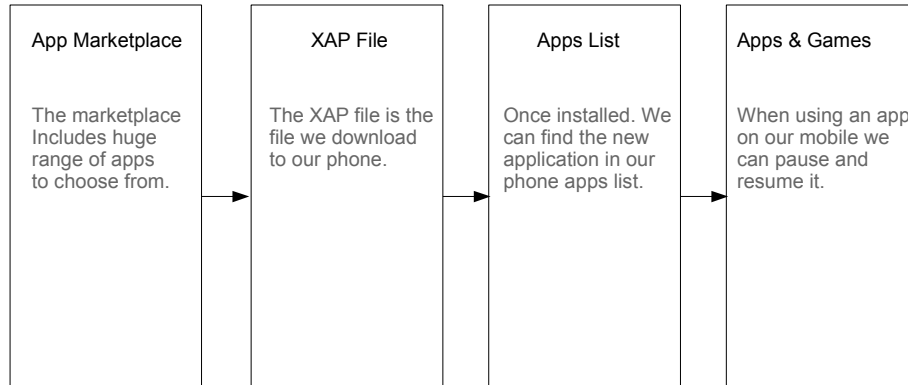 App Marketplace
The marketplace
Includes huge
range of apps
to choose from.
XAP File
The XAP file is the
file we download
to our phone.
Apps List
Once installed. We
can find the new
application in our
phone apps list.
Apps & Games
When using an app
on our mobile we
can pause and
resume it.